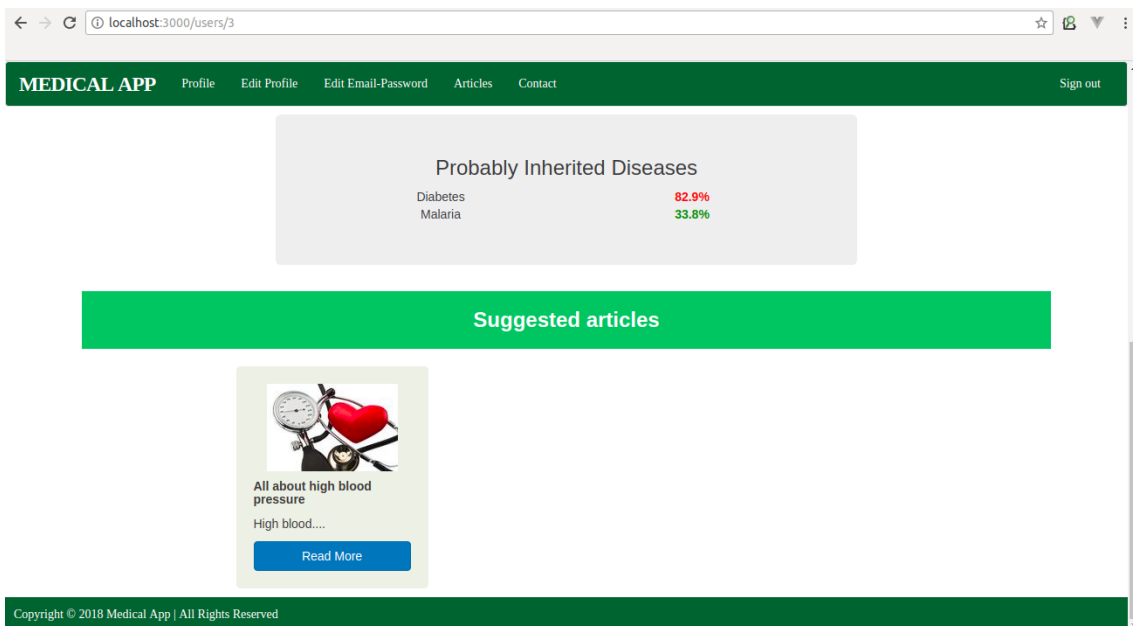 localhost:3000/users/3
MEDICAL APP Profile Edit Profile Edit Email-Password Articles Contact Sign out
Probably Inherited Diseases
Diabetes 82.9%
Malaria 33.8%
Suggested articles
All about high blood
pressure
High blood....
Read More
Copyright © 2018 Medical App | All Rights Reserved